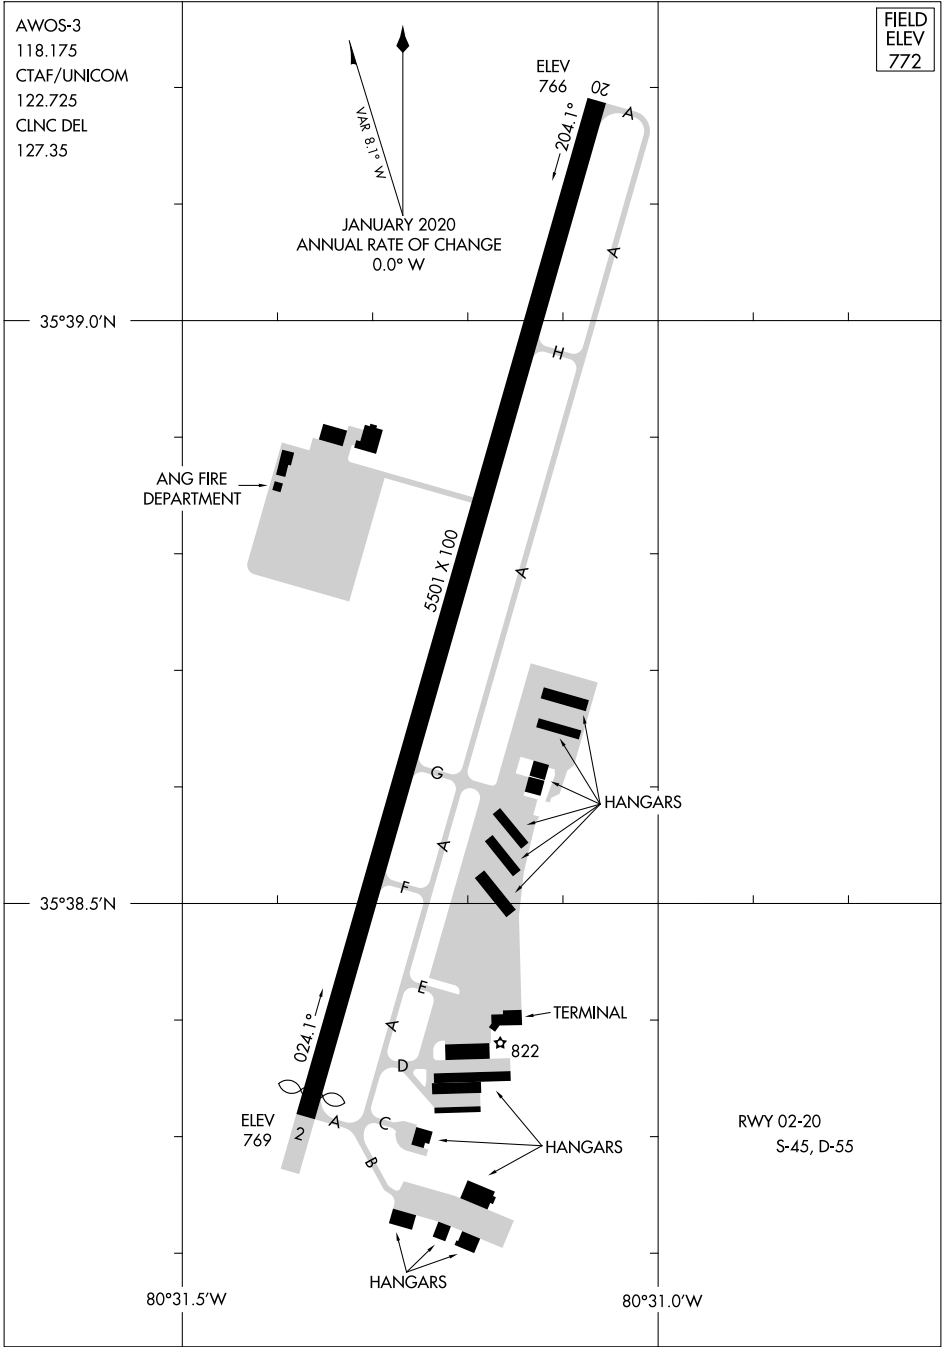 AWOS-3
118.175
CTAF/UNICOM
122.725
CLNC DEL
127.35
FIELD
ELEV
772
VAR 8.1° W
JANUARY 2020
ANNUAL RATE OF CHANGE
0.0° W
ELEV
766
20
A
204.1°
A
35°39.0'N
H
ANG FIRE
DEPARTMENT
5501 X 100
A
G
HANGARS
A
F
35°38.5'N
E
024.1°
A
TERMINAL
822
D
ELEV
769
2
A
C
B
HANGARS
RWY 02-20
S-45, D-55
HANGARS
80°31.5'W
80°31.0'W